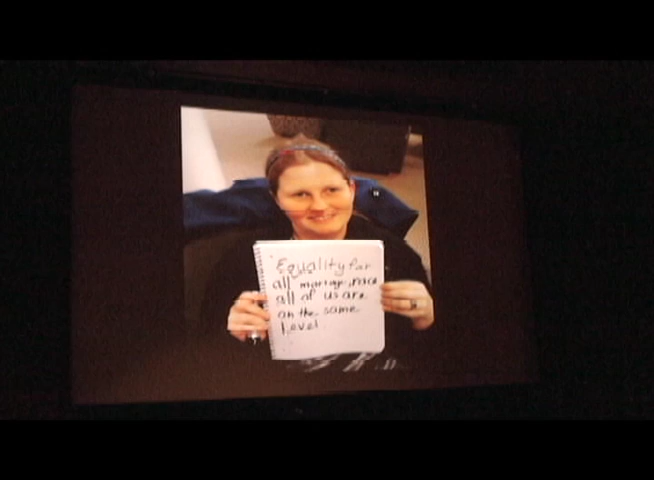 Equality for
all marriage, race
all of us are
on the same
level